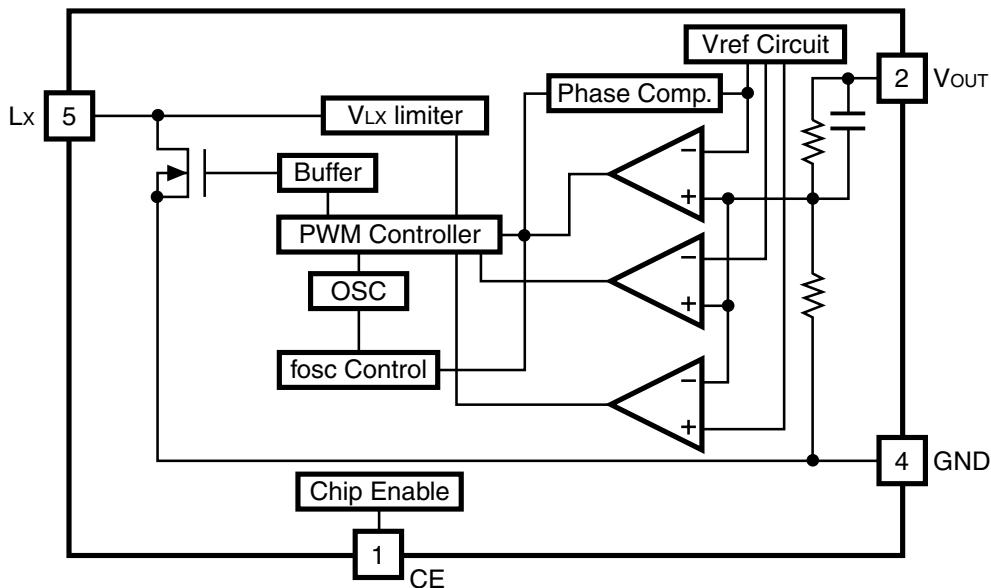 Vref Circuit
2 VOUT
Phase Comp.
LX 5
VLX limiter
−
Buffer
+
PWM Controller
−
OSC
+
fosc Control
−
+
4 GND
Chip Enable
1
CE